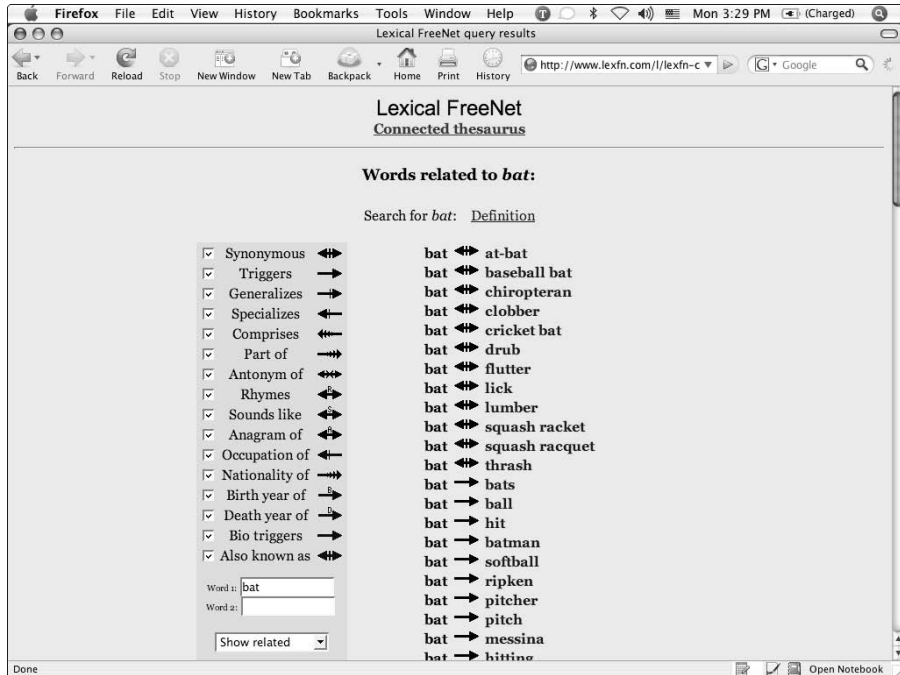 Firefox File Edit View History Bookmarks Tools Window Help Mon 3:29 PM (Charged)
Lexical FreeNet query results
Back Forward Reload Stop New Window New Tab Backpack Home Print History http://www.lexfn.com/l/lexfn-c G Google
Lexical FreeNet
Connected thesaurus
Words related to bat:
Search for bat: Definition
Synonymous
Triggers
Generalizes
Specializes
Comprises
Part of
Antonym of
Rhymes
Sounds like
Anagram of
Occupation of
Nationality of
Birth year of
Death year of
Bio triggers
Also known as
Word 1: bat
Word 2:
Show related
bat at-bat
bat baseball bat
bat chiropteran
bat clobber
bat cricket bat
bat drub
bat flutter
bat lick
bat lumber
bat squash racket
bat squash racquet
bat thrash
bat bats
bat ball
bat hit
bat batman
bat softball
bat ripken
bat pitcher
bat pitch
bat messina
bat hitting
Done Open Notebook